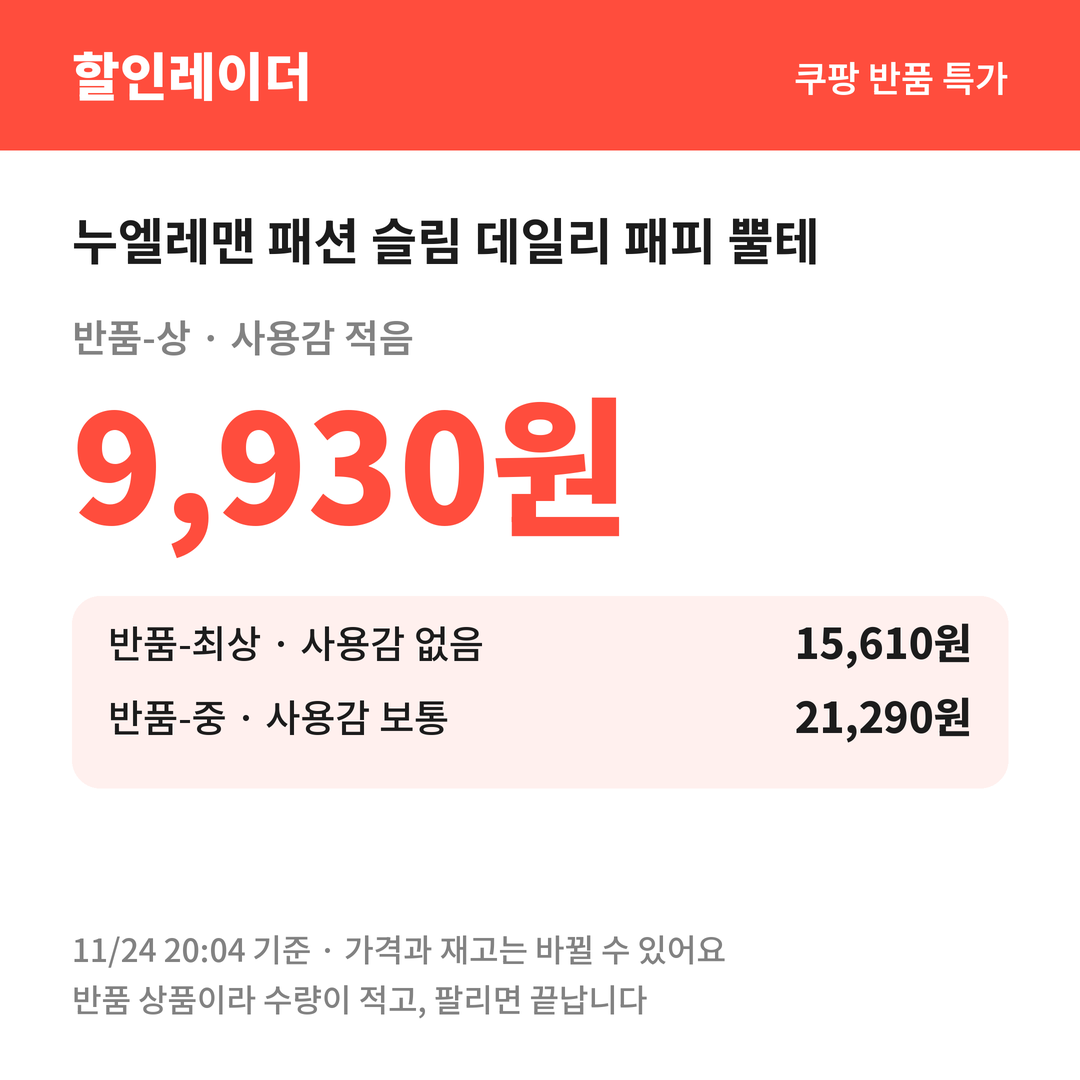 할인레이더
쿠팡 반품 특가
누엘레맨 패션 슬림 데일리 패피 뿔테
반품-상 · 사용감 적음
9,930원
반품-최상 · 사용감 없음 15,610원
반품-중 · 사용감 보통 21,290원
11/24 20:04 기준 · 가격과 재고는 바뀔 수 있어요
반품 상품이라 수량이 적고, 팔리면 끝납니다